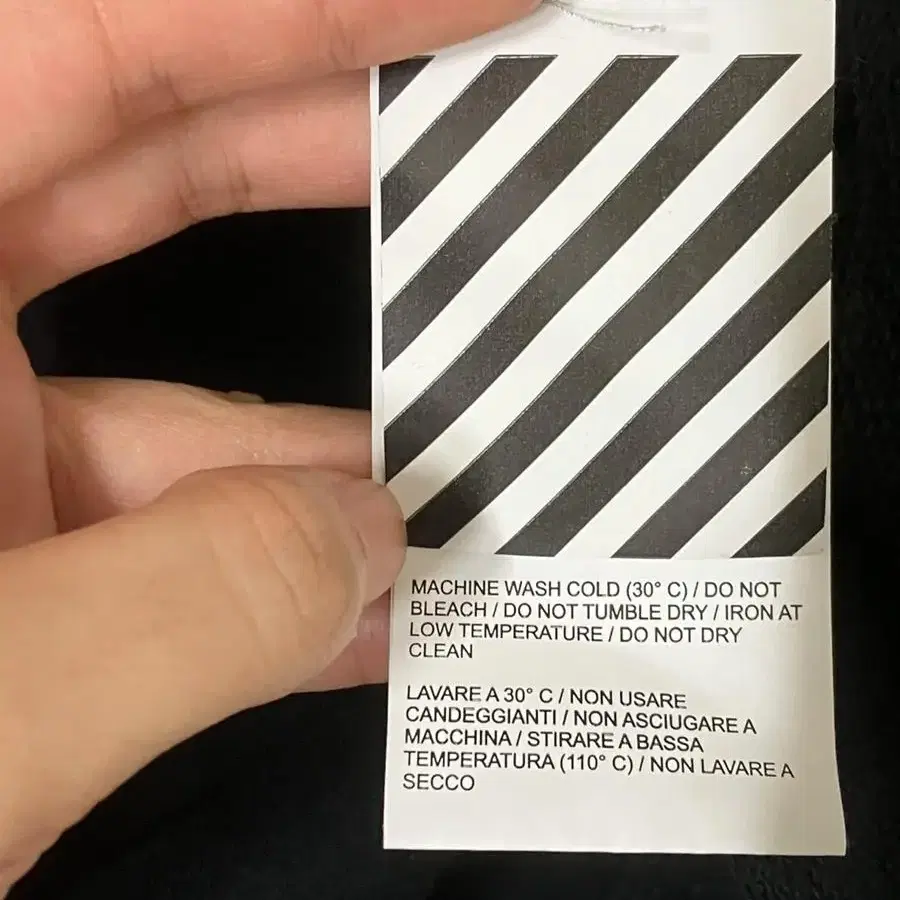 MACHINE WASH COLD (30° C) / DO NOT
BLEACH / DO NOT TUMBLE DRY / IRON AT
LOW TEMPERATURE / DO NOT DRY
CLEAN
LAVARE A 30° C / NON USARE
CANDEGGIANTI / NON ASCIUGARE A
MACCHINA / STIRARE A BASSA
TEMPERATURA (110° C) / NON LAVARE A
SECCO